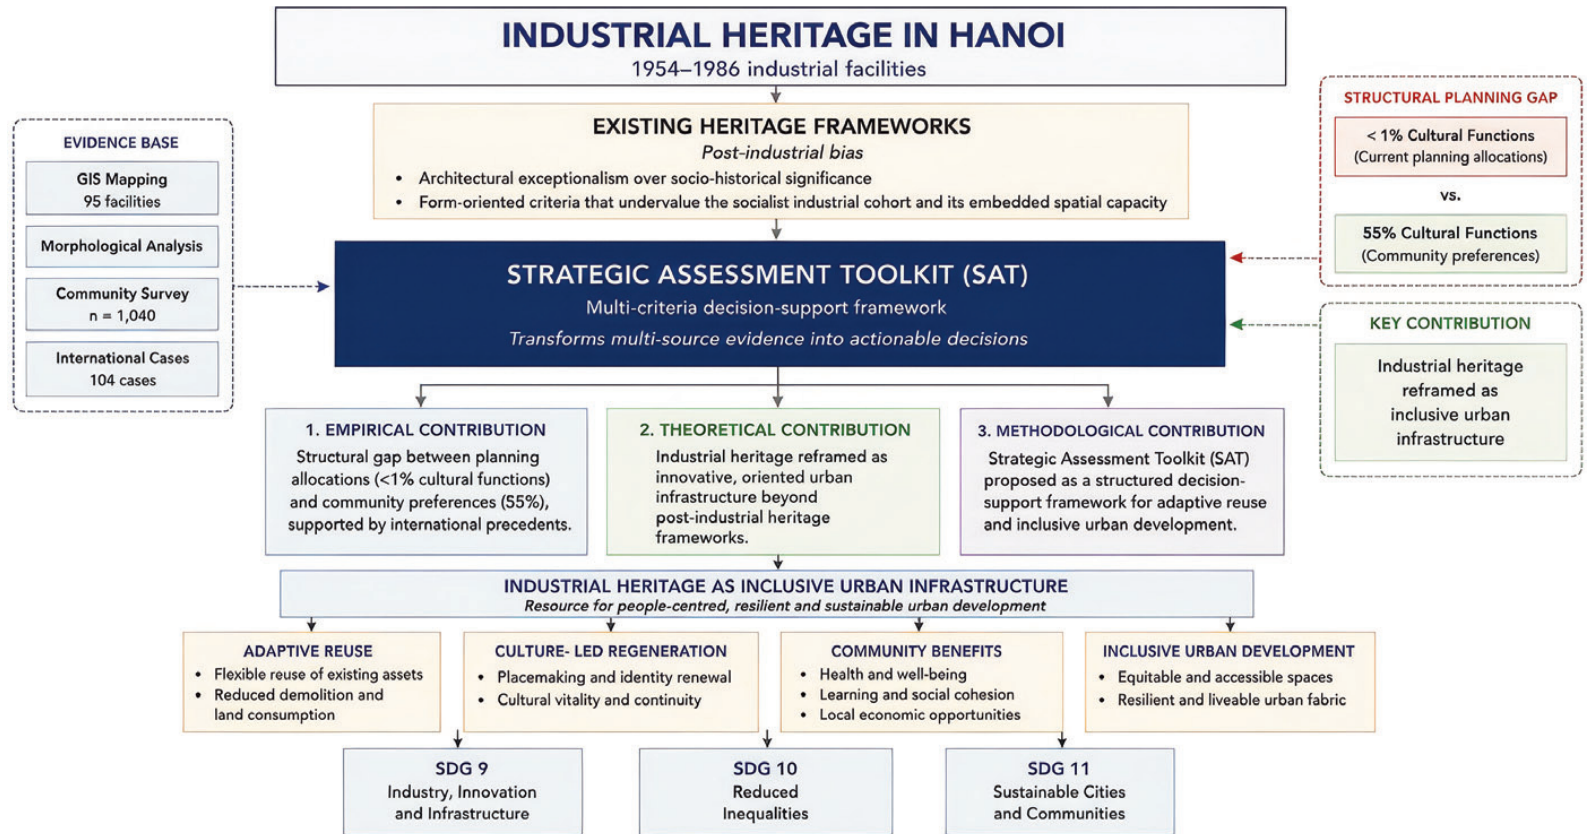 INDUSTRIAL HERITAGE IN HANOI
1954–1986 industrial facilities
EXISTING HERITAGE FRAMEWORKS
Post-industrial bias
• Architectural exceptionalism over socio-historical significance
• Form-oriented criteria that undervalue the socialist industrial cohort and its embedded spatial capacity
EVIDENCE BASE
GIS Mapping
95 facilities
Morphological Analysis
Community Survey
n = 1,040
International Cases
104 cases
STRATEGIC ASSESSMENT TOOLKIT (SAT)
Multi-criteria decision-support framework
Transforms multi-source evidence into actionable decisions
STRUCTURAL PLANNING GAP
< 1% Cultural Functions
(Current planning allocations)
vs.
55% Cultural Functions
(Community preferences)
KEY CONTRIBUTION
Industrial heritage
reframed as
inclusive urban
infrastructure
1. EMPIRICAL CONTRIBUTION
Structural gap between planning
allocations (<1% cultural functions)
and community preferences (55%),
supported by international precedents.
2. THEORETICAL CONTRIBUTION
Industrial heritage reframed as
innovative, oriented urban
infrastructure beyond
post-industrial heritage
frameworks.
3. METHODOLOGICAL CONTRIBUTION
Strategic Assessment Toolkit (SAT)
proposed as a structured decision-
support framework for adaptive reuse
and inclusive urban development.
INDUSTRIAL HERITAGE AS INCLUSIVE URBAN INFRASTRUCTURE
Resource for people-centred, resilient and sustainable urban development
ADAPTIVE REUSE
• Flexible reuse of existing assets
• Reduced demolition and
land consumption
CULTURE- LED REGENERATION
• Placemaking and identity renewal
• Cultural vitality and continuity
COMMUNITY BENEFITS
• Health and well-being
• Learning and social cohesion
• Local economic opportunities
INCLUSIVE URBAN DEVELOPMENT
• Equitable and accessible spaces
• Resilient and liveable urban fabric
SDG 9
Industry, Innovation
and Infrastructure
SDG 10
Reduced
Inequalities
SDG 11
Sustainable Cities
and Communities